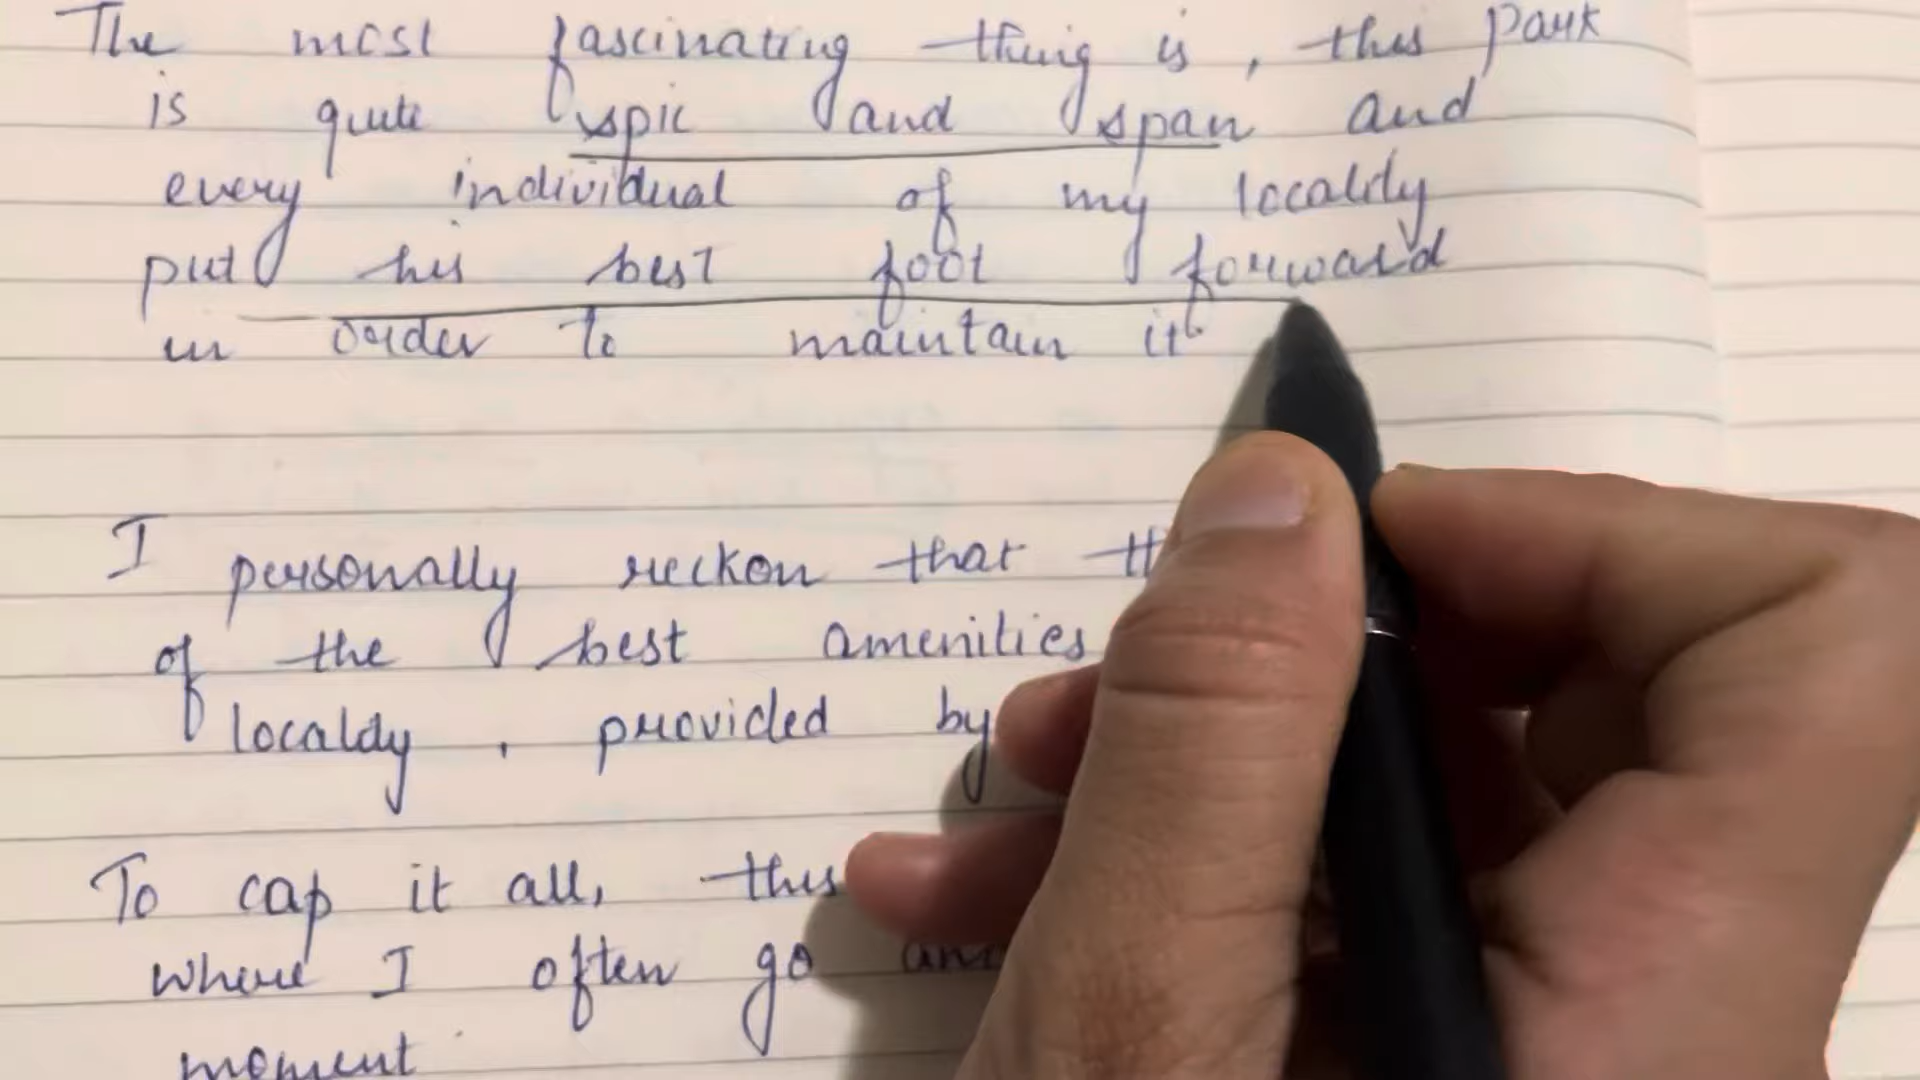 The most fascinating thing is, this park
is quite spic and span and
every individual of my locality
put his best foot forward
in order to maintain it.
I personally reckon that
of the best amenities
locality, provided by
To cap it all, this
where I often go and
moment